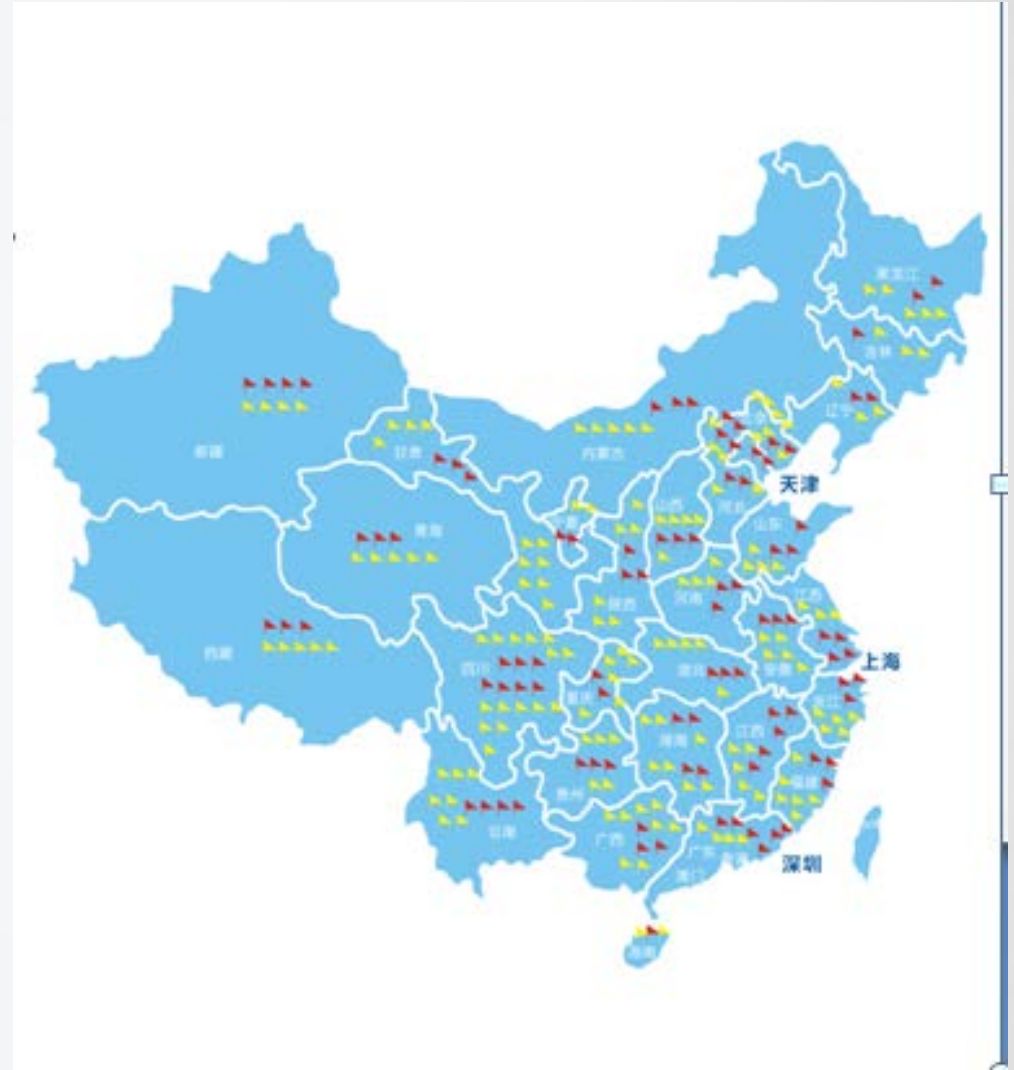 黑龙江
吉林
辽宁
新疆
甘肃
内蒙古
天津
山西
河北
山东
宁夏
青海
陕西
河南
江苏
西藏
四川
重庆
湖北
安徽
上海
浙江
湖南
江西
贵州
福建
云南
广西
广东
澳门
深圳
海南